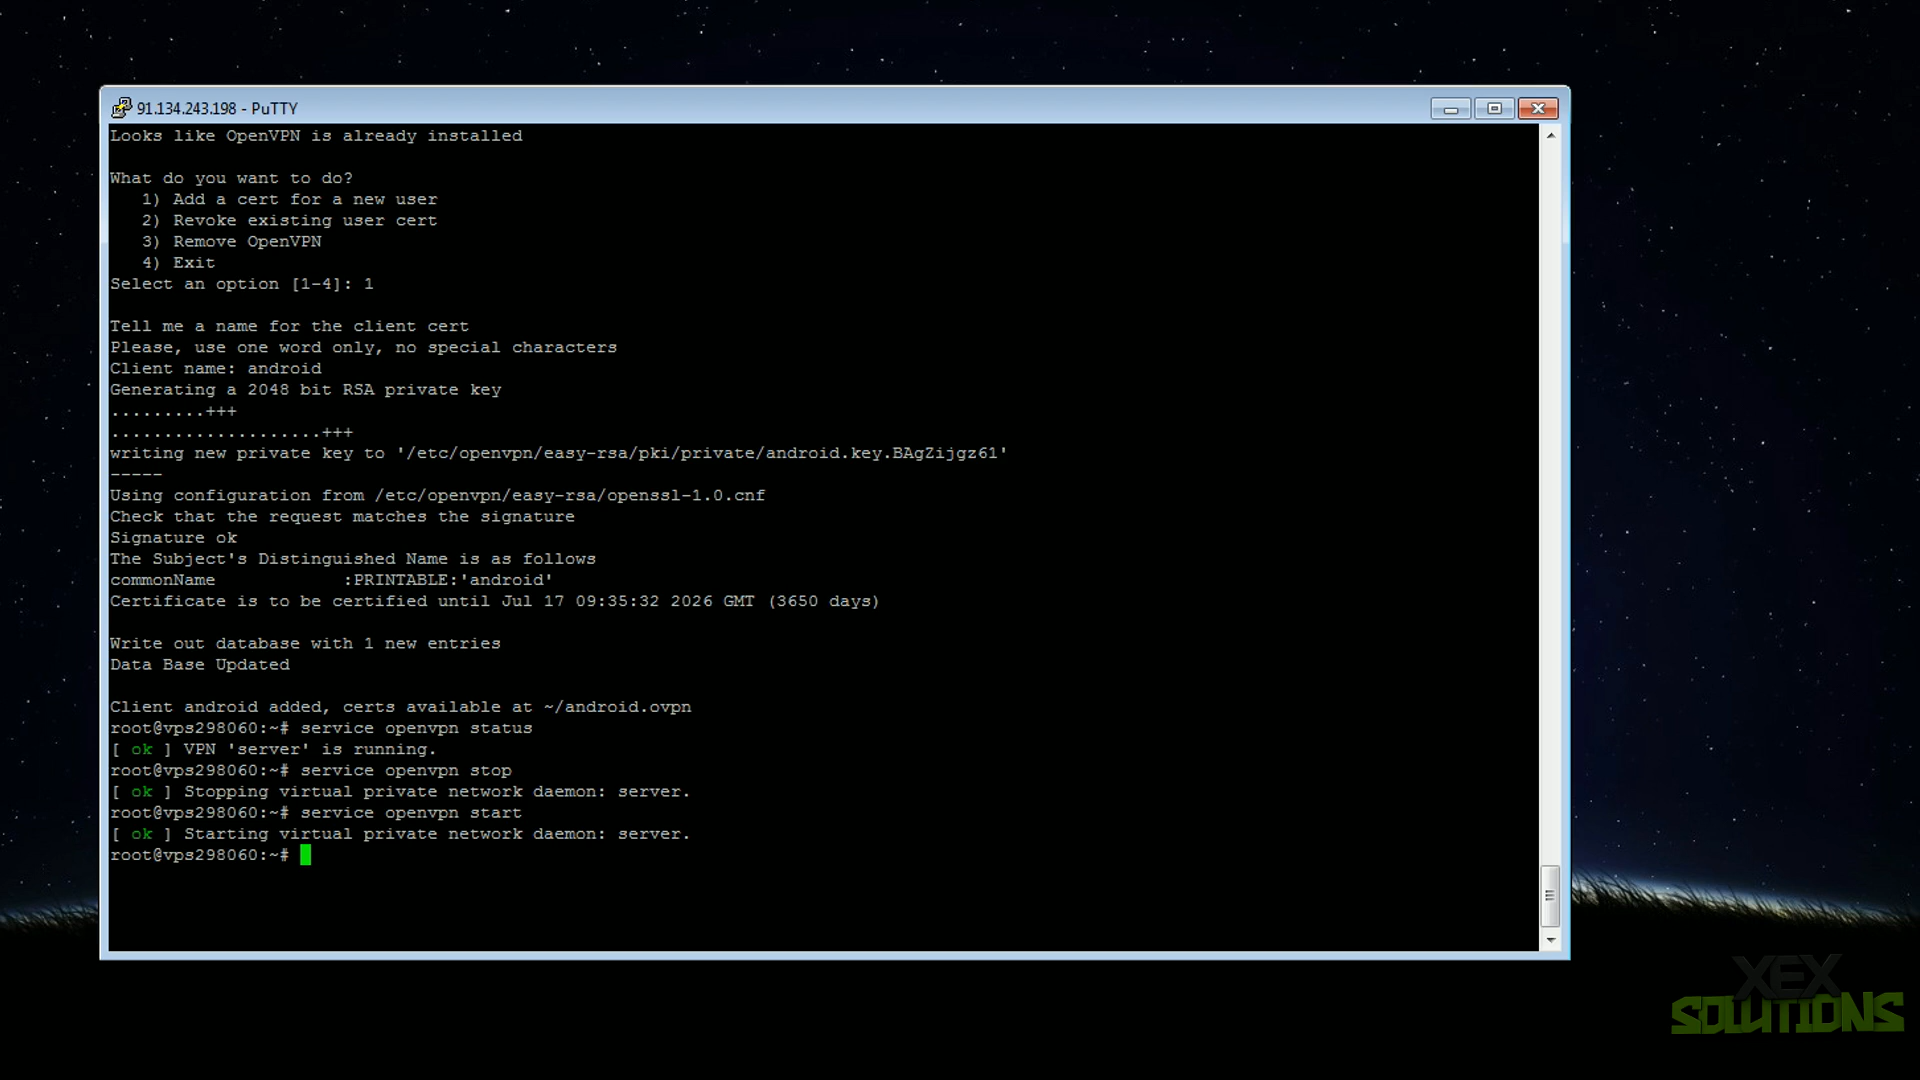 91.134.243.198 - PuTTY
Looks like OpenVPN is already installed
What do you want to do?
1) Add a cert for a new user
2) Revoke existing user cert
3) Remove OpenVPN
4) Exit
Select an option [1-4]: 1
Tell me a name for the client cert
Please, use one word only, no special characters
Client name: android
Generating a 2048 bit RSA private key
.........+++
....................+++
writing new private key to '/etc/openvpn/easy-rsa/pki/private/android.key.BAgZijgz61'
-----
Using configuration from /etc/openvpn/easy-rsa/openssl-1.0.cnf
Check that the request matches the signature
Signature ok
The Subject's Distinguished Name is as follows
commonName            :PRINTABLE:'android'
Certificate is to be certified until Jul 17 09:35:32 2026 GMT (3650 days)
Write out database with 1 new entries
Data Base Updated
Client android added, certs available at ~/android.ovpn
root@vps298060:~# service openvpn status
[ ok ] VPN 'server' is running.
root@vps298060:~# service openvpn stop
[ ok ] Stopping virtual private network daemon: server.
root@vps298060:~# service openvpn start
[ ok ] Starting virtual private network daemon: server.
root@vps298060:~#
XEX
SOLUTIONS